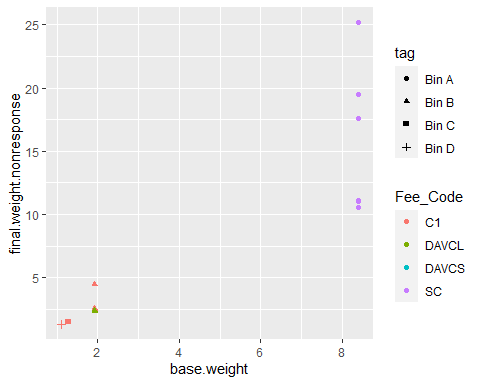 25
20
15
10
5
final.weight.nonresponse
2
4
6
8
base.weight
tag
Bin A
Bin B
Bin C
Bin D
Fee_Code
C1
DAVCL
DAVCS
SC